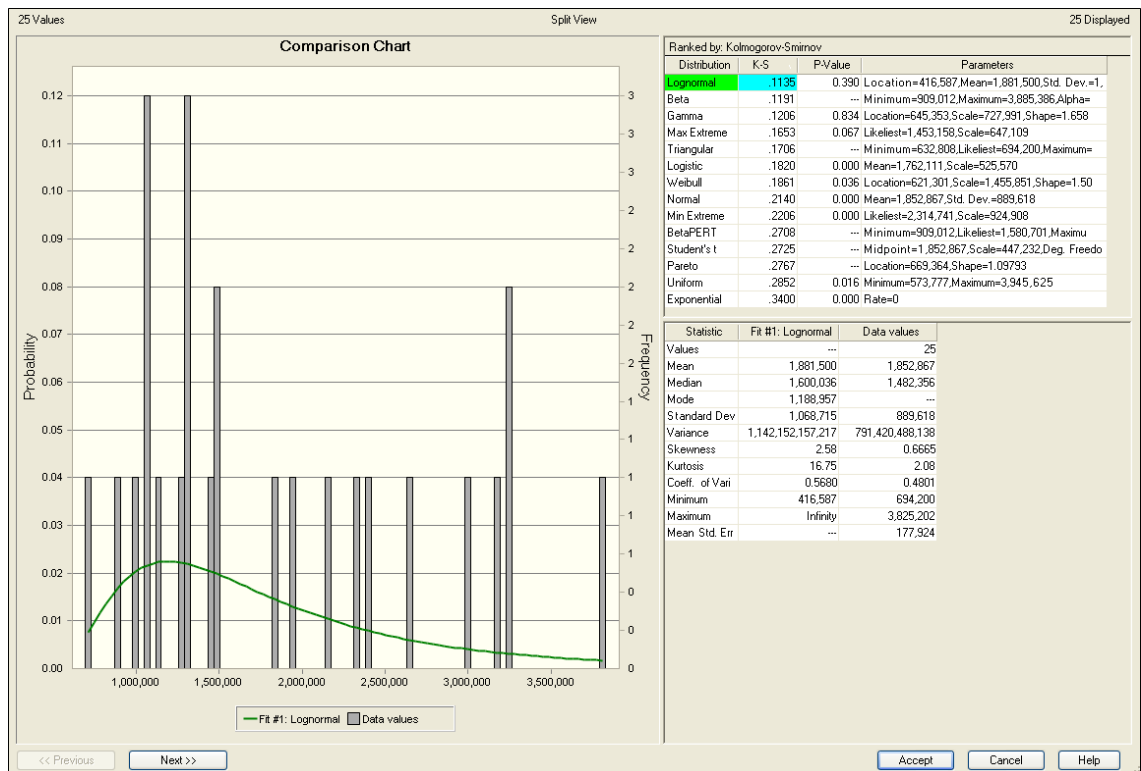 25 Values
Split View
25 Displayed
Comparison Chart
0.12
0.11
0.10
0.09
0.08
0.07
0.06
0.05
0.04
0.03
0.02
0.01
0.00
Probability
3
3
3
2
2
2
2
2
1
1
1
1
1
0
0
0
Frequency
1,000,000 1,500,000 2,000,000 2,500,000 3,000,000 3,500,000
Fit #1: Lognormal Data values
Ranked by: Kolmogorov-Smirnov
Distribution K-S P-Value Parameters
Lognormal .1135 0.390 Location=416,587,Mean=1,881,500,Std. Dev.=1,
Beta .1191 --- Minimum=909,012,Maximum=3,885,386,Alpha=
Gamma .1206 0.834 Location=645,353,Scale=727,991,Shape=1.658
Max Extreme .1653 0.067 Likeliest=1,453,158,Scale=647,109
Triangular .1706 --- Minimum=632,808,Likeliest=694,200,Maximum=
Logistic .1820 0.000 Mean=1,762,111,Scale=525,570
Weibull .1861 0.036 Location=621,301,Scale=1,455,851,Shape=1.50
Normal .2140 0.000 Mean=1,852,867,Std. Dev.=889,618
Min Extreme .2206 0.000 Likeliest=2,314,741,Scale=924,908
BetaPERT .2708 --- Minimum=909,012,Likeliest=1,580,701,Maximu
Student's t .2725 --- Midpoint=1,852,867,Scale=447,232,Deg. Freedo
Pareto .2767 --- Location=669,364,Shape=1.09793
Uniform .2852 0.016 Minimum=573,777,Maximum=3,945,625
Exponential .3400 0.000 Rate=0
Statistic Fit #1: Lognormal Data values
Values --- 25
Mean 1,881,500 1,852,867
Median 1,600,036 1,482,356
Mode 1,188,957 ---
Standard Dev 1,068,715 889,618
Variance 1,142,152,157,217 791,420,488,138
Skewness 2.58 0.6665
Kurtosis 16.75 2.08
Coeff. of Vari 0.5680 0.4801
Minimum 416,587 694,200
Maximum Infinity 3,825,202
Mean Std. Err --- 177,924
<< Previous Next >> Accept Cancel Help